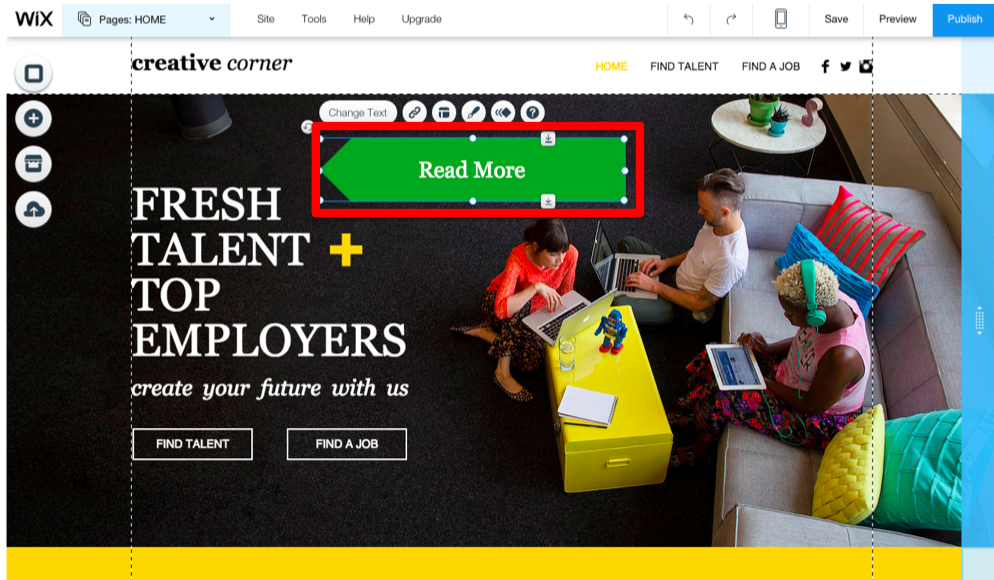 WiX Pages: HOME Site Tools Help Upgrade Save Preview Publish
creative corner HOME FIND TALENT FIND A JOB
Change Text
Read More
FRESH
TALENT +
TOP
EMPLOYERS
create your future with us
FIND TALENT FIND A JOB